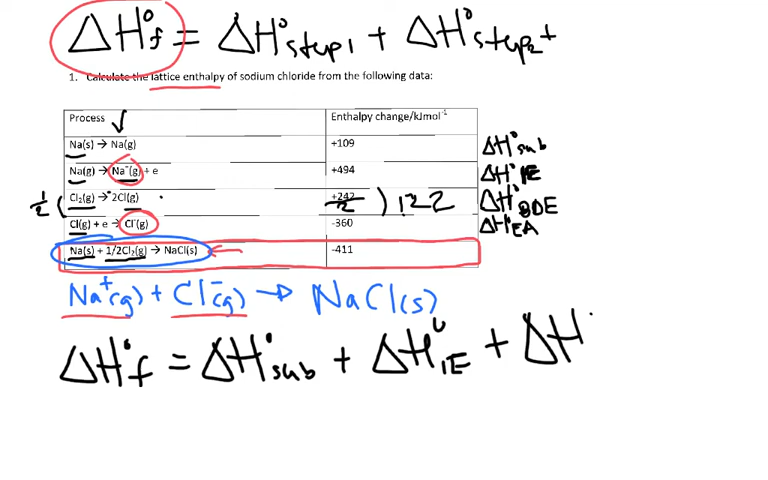 ΔH°f = ΔH°step1 + ΔH°step2 +
1. Calculate the lattice enthalpy of sodium chloride from the following data:
Process √ Enthalpy change/kJmol⁻¹
Na(s) → Na(g) +109 ΔH°sub
Na(g) → Na⁺(g) + e +494 ΔH°IE
½ ( Cl₂(g) → 2Cl(g) +242/2 ) 122 ΔH°BDE
Cl(g) + e → Cl⁻(g) -360 ΔH°EA
Na(s) + 1/2Cl₂(g) → NaCl(s) -411
Na⁺(g) + Cl⁻(g) → NaCl(s)
ΔH°f = ΔH°sub + ΔH°IE + ΔH